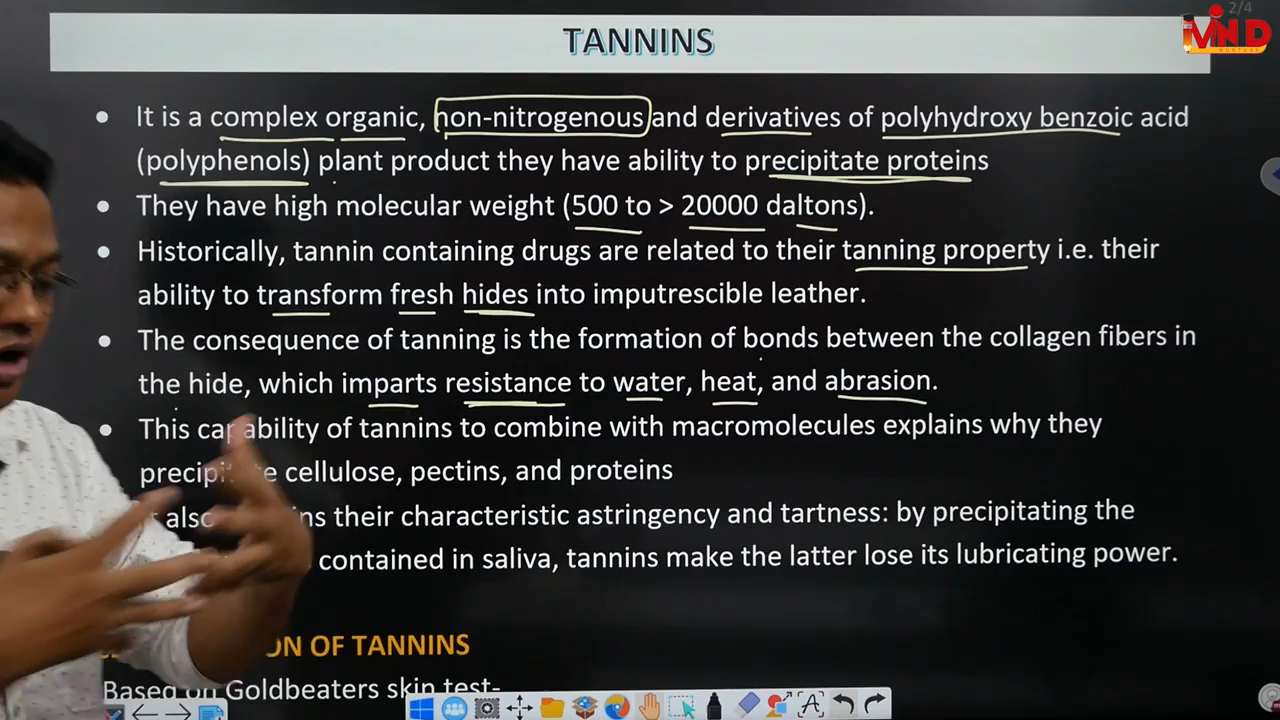 2/4
MIND
NURTURE
TANNINS
• It is a complex organic, non-nitrogenous and derivatives of polyhydroxy benzoic acid
(polyphenols) plant product they have ability to precipitate proteins
• They have high molecular weight (500 to > 20000 daltons).
• Historically, tannin containing drugs are related to their tanning property i.e. their
ability to transform fresh hides into imputrescible leather.
• The consequence of tanning is the formation of bonds between the collagen fibers in
the hide, which imparts resistance to water, heat, and abrasion.
• This capability of tannins to combine with macromolecules explains why they
cellulose, pectins, and proteins
their characteristic astringency and tartness: by precipitating the
contained in saliva, tannins make the latter lose its lubricating power.
OF TANNINS
Based on Goldbeaters skin test-